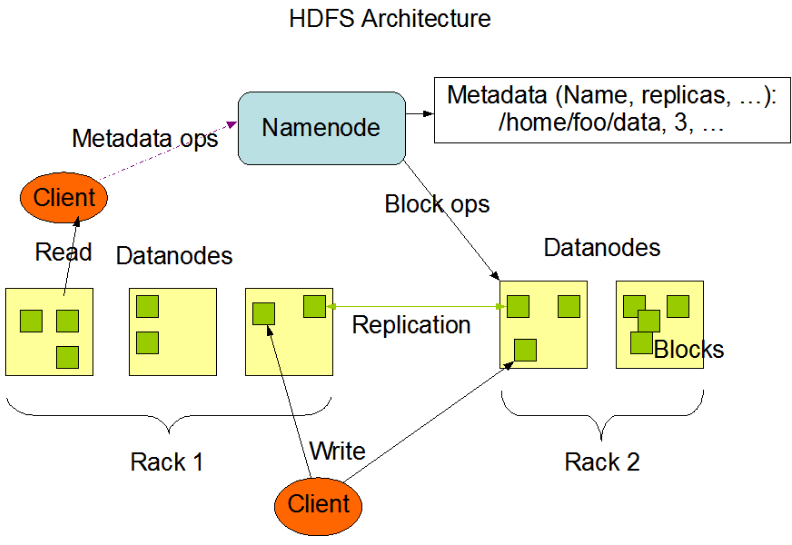 HDFS Architecture
Metadata (Name, replicas, …):
/home/foo/data, 3, …
Namenode
Metadata ops
Client
Block ops
Read
Datanodes
Datanodes
Replication
Blocks
Rack 1
Write
Rack 2
Client